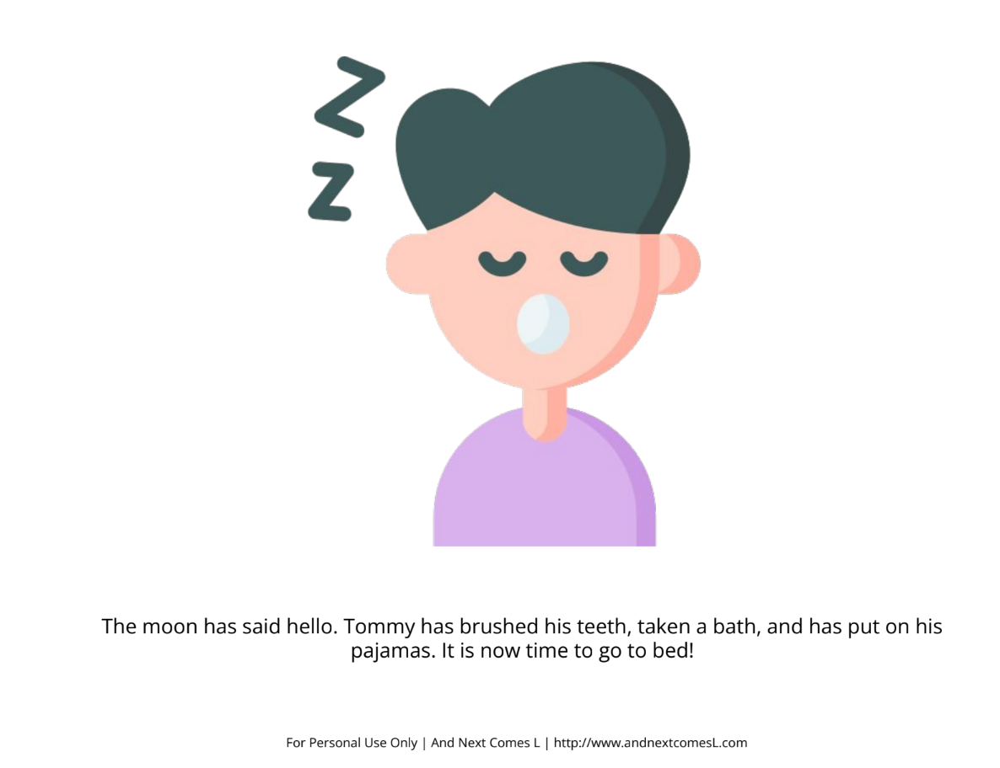 Z
Z
The moon has said hello. Tommy has brushed his teeth, taken a bath, and has put on his
pajamas. It is now time to go to bed!
For Personal Use Only | And Next Comes L | http://www.andnextcomesL.com